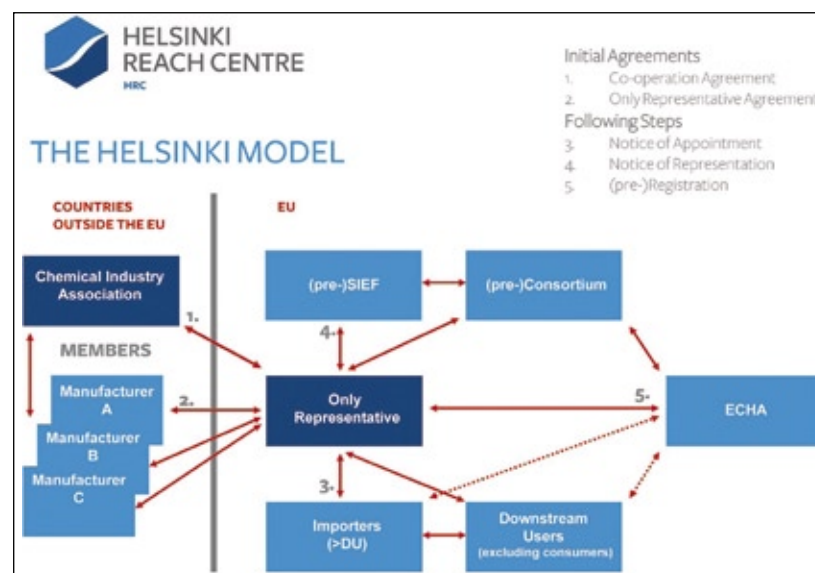 HELSINKI
REACH CENTRE
HRC
Initial Agreements
1. Co-operation Agreement
2. Only Representative Agreement
Following Steps
3. Notice of Appointment
4. Notice of Representation
5. (pre-)Registration
THE HELSINKI MODEL
COUNTRIES
OUTSIDE THE EU
EU
Chemical Industry
Association
(pre-)SIEF
(pre-)Consortium
1.
4.
MEMBERS
Manufacturer
A
Manufacturer
B
Manufacturer
C
2.
Only
Representative
5.
ECHA
3.
Importers
(>DU)
Downstream
Users
(excluding consumers)